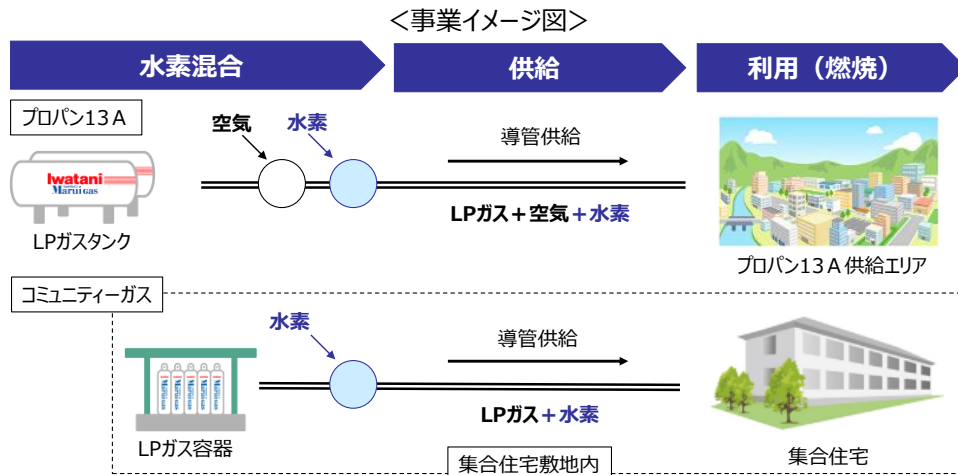 ＜事業イメージ図＞
水素混合
供給
利用（燃焼）
プロパン13A
空気
水素
導管供給
Iwatani
Marui gas
LPガス＋空気＋水素
LPガスタンク
プロパン13A供給エリア
コミュニティーガス
水素
導管供給
LPガス＋水素
LPガス容器
集合住宅
集合住宅敷地内